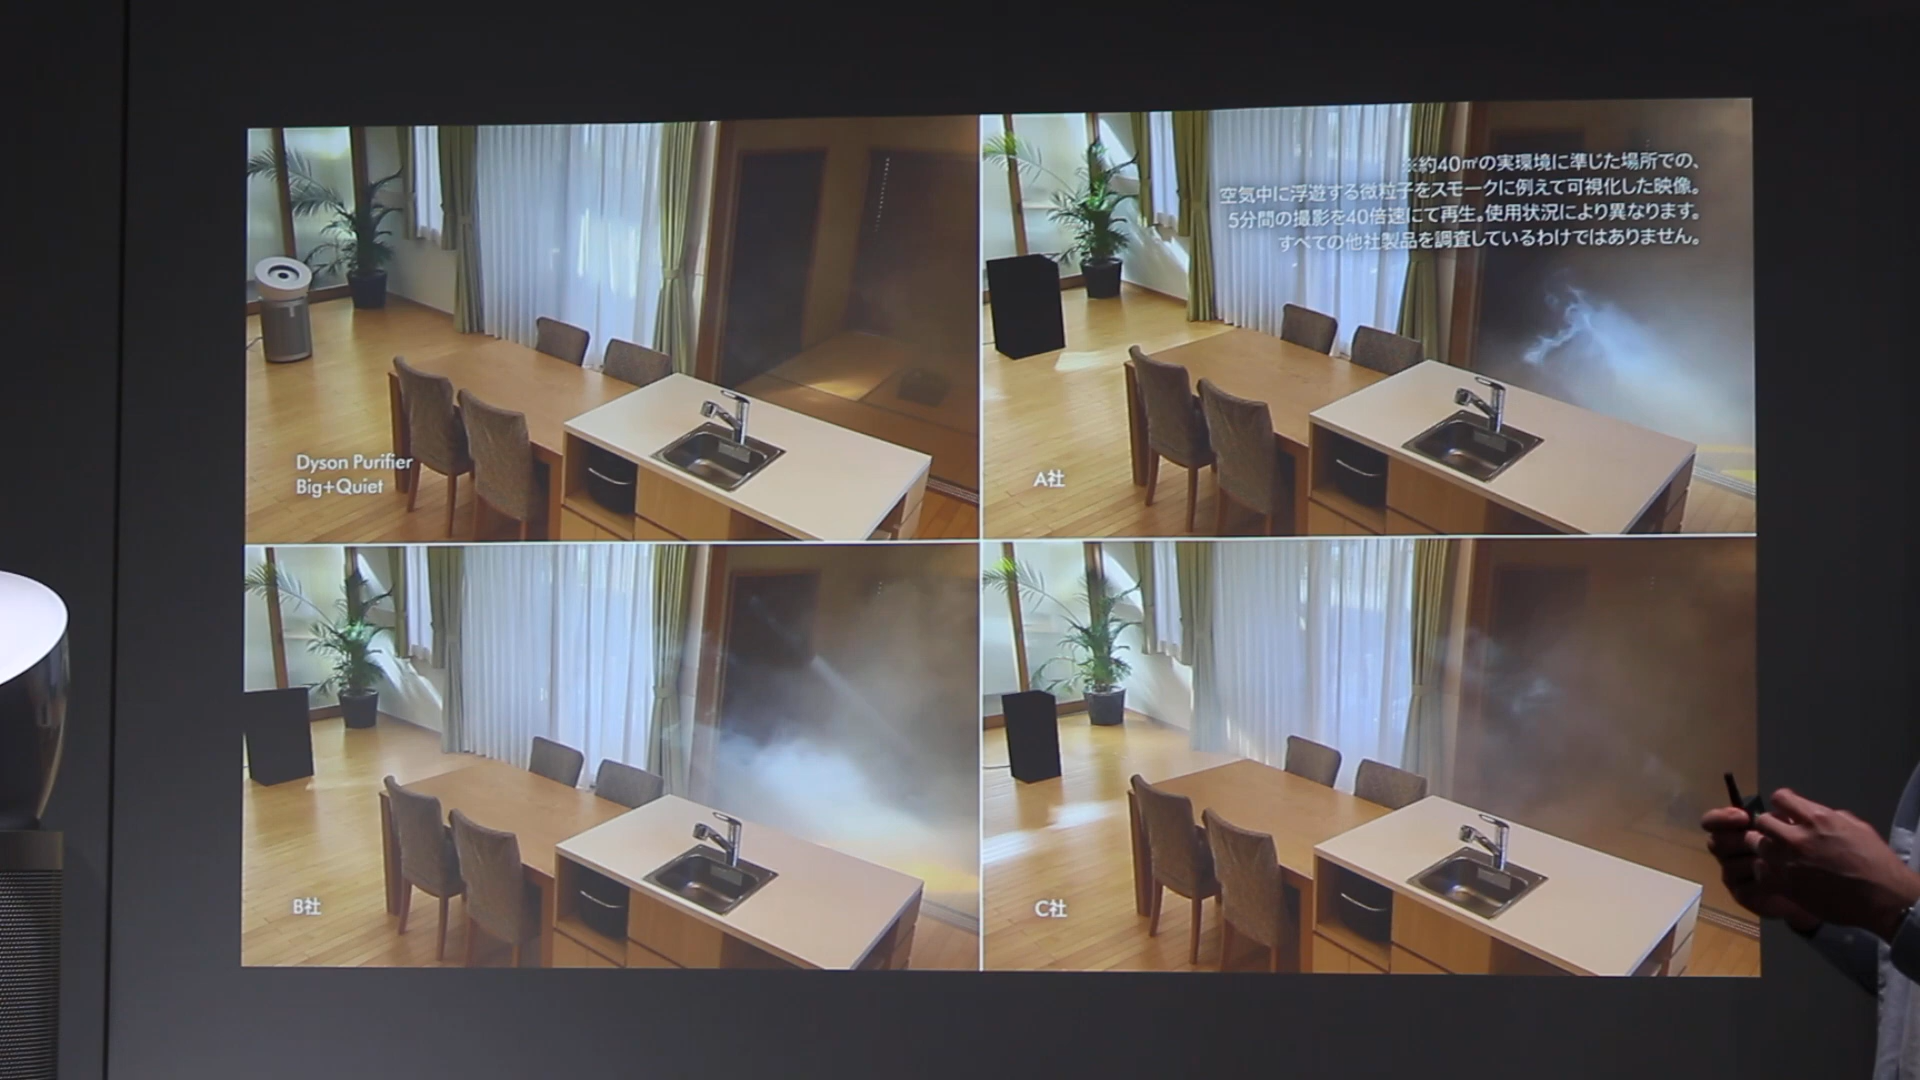 Dyson Purifier
Big+Quiet
※約40㎡の実環境に準じた場所での、
空気中に浮遊する微粒子をスモークに例えて可視化した映像。
5分間の撮影を40倍速にて再生。使用状況により異なります。
すべての他社製品を調査しているわけではありません。
A社
B社
C社